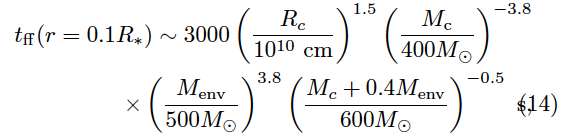 t_ff(r = 0.1R_*) ∼ 3000 (R_c / 10^10 cm)^1.5 (M_c / 400M_⊙)^−3.8
× (M_env / 500M_⊙)^3.8 (M_c + 0.4M_env / 600M_⊙)^−0.5 s, (14)